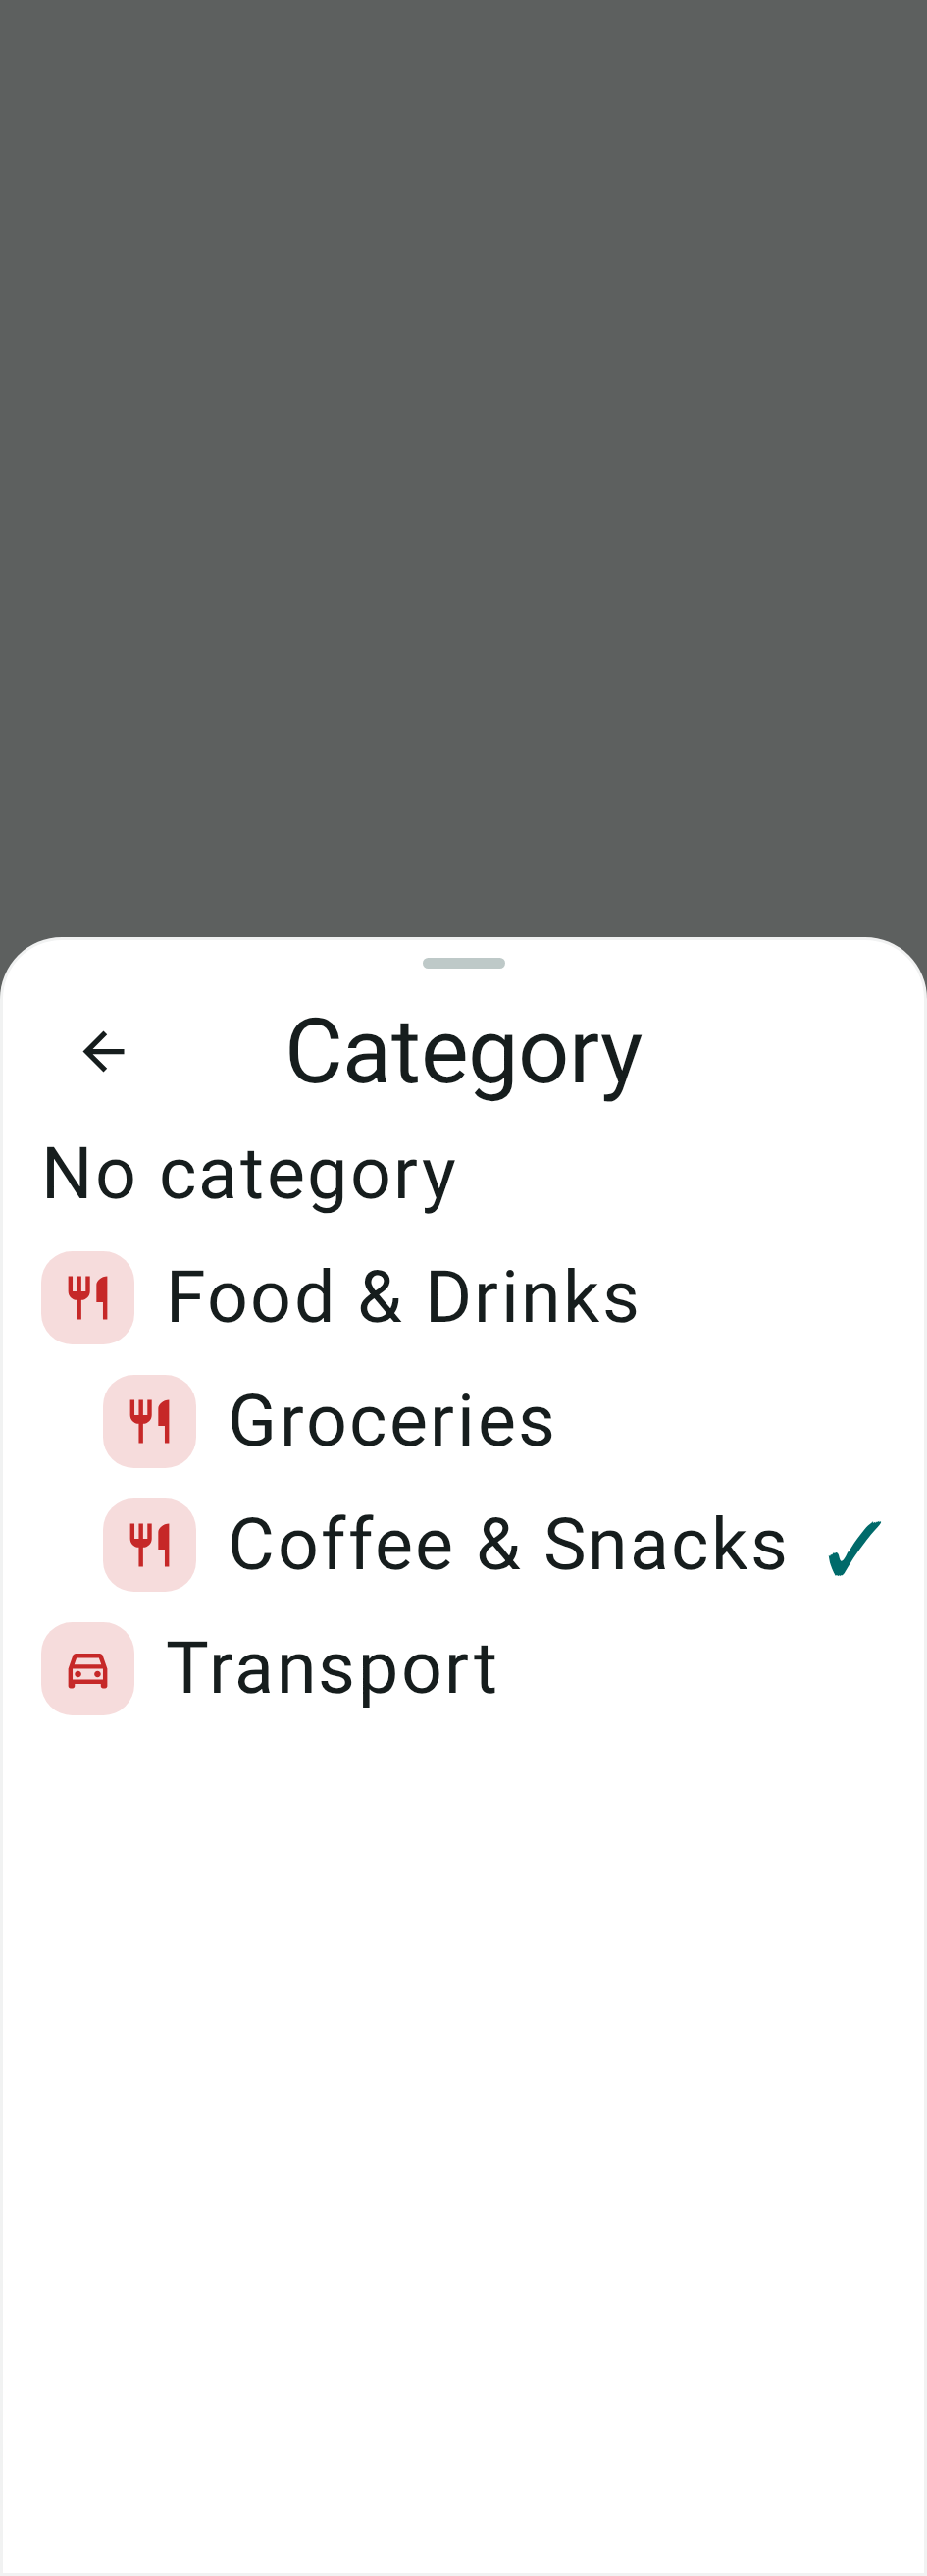 Category
No category
Food & Drinks
Groceries
Coffee & Snacks ✓
Transport